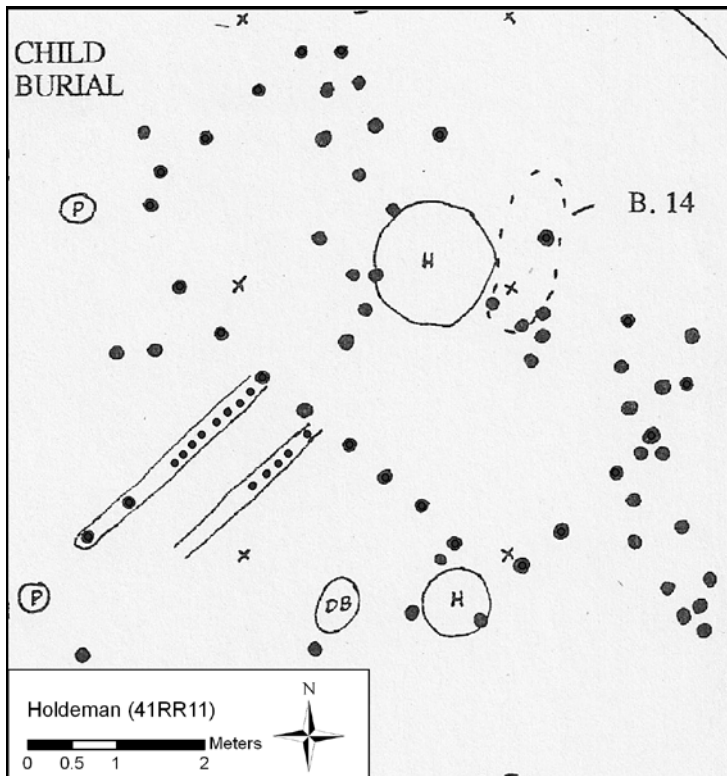 CHILD
BURIAL
P
H
B. 14
P
DB
H
Holdeman (41RR11)
N
0 0.5 1 2 Meters